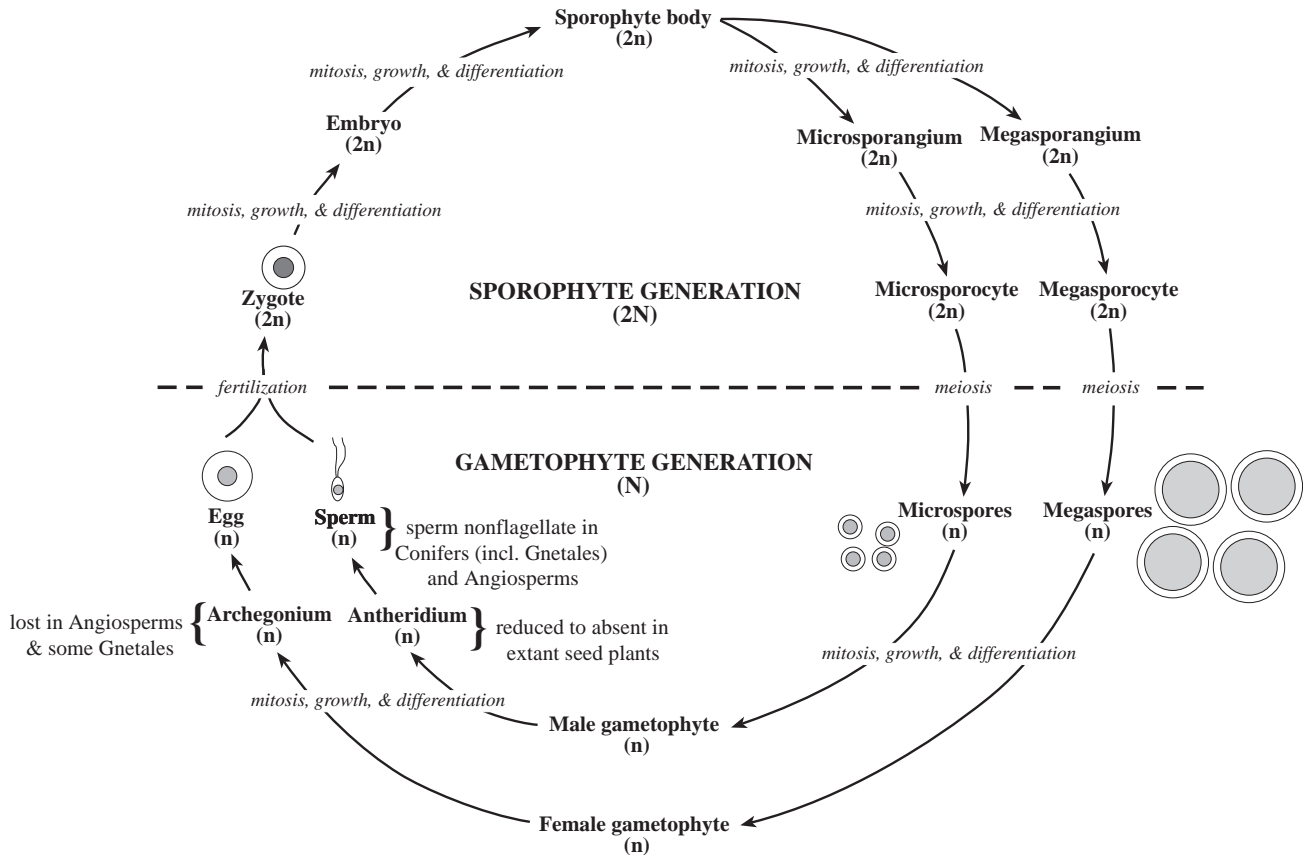 Sporophyte body
(2n)
mitosis, growth, & differentiation
mitosis, growth, & differentiation
Embryo
(2n)
Microsporangium
(2n)
Megasporangium
(2n)
mitosis, growth, & differentiation
mitosis, growth, & differentiation
Zygote
(2n)
SPOROPHYTE GENERATION
(2N)
Microsporocyte
(2n)
Megasporocyte
(2n)
fertilization
meiosis
meiosis
GAMETOPHYTE GENERATION
(N)
Egg
(n)
Sperm
(n)
} sperm nonflagellate in
Conifers (incl. Gnetales)
and Angiosperms
Microspores
(n)
Megaspores
(n)
lost in Angiosperms {
& some Gnetales
Archegonium
(n)
Antheridium
(n)
} reduced to absent in
extant seed plants
mitosis, growth, & differentiation
mitosis, growth, & differentiation
Male gametophyte
(n)
Female gametophyte
(n)